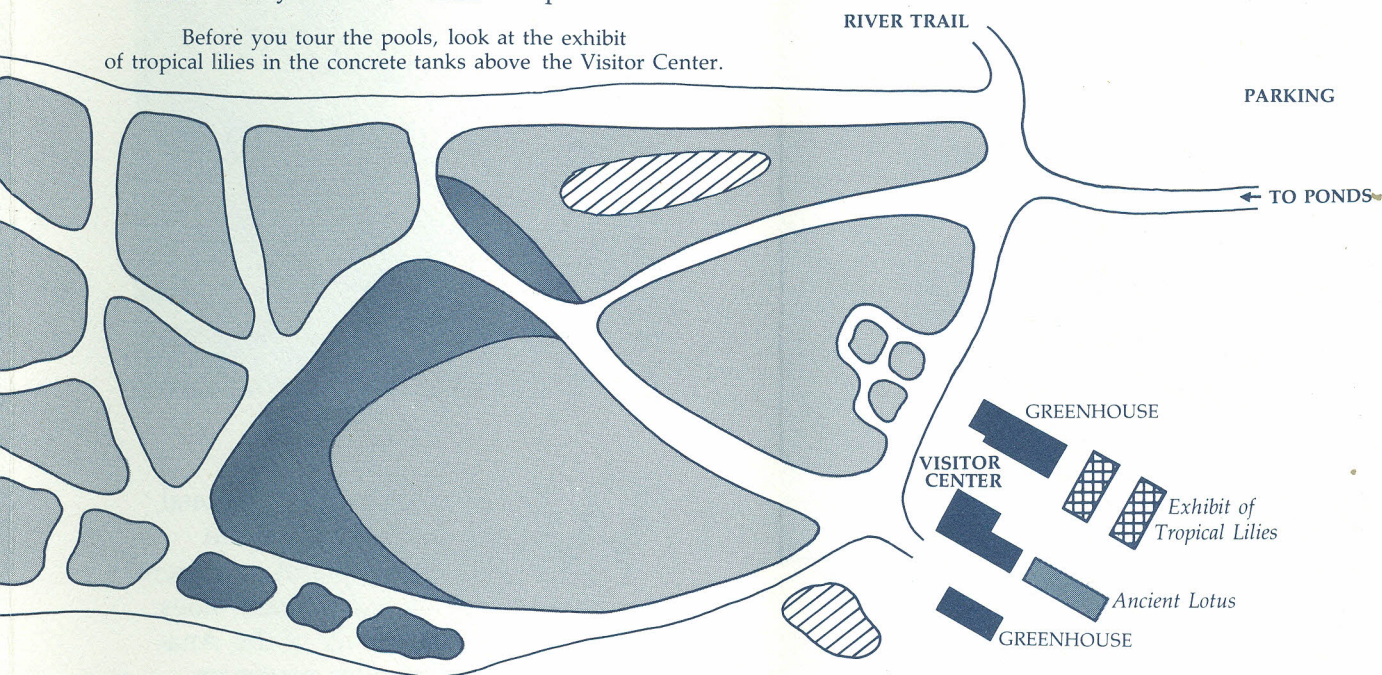 Before you tour the pools, look at the exhibit
of tropical lilies in the concrete tanks above the Visitor Center.
RIVER TRAIL
PARKING
← TO PONDS
GREENHOUSE
VISITOR
CENTER
Exhibit of
Tropical Lilies
Ancient Lotus
GREENHOUSE